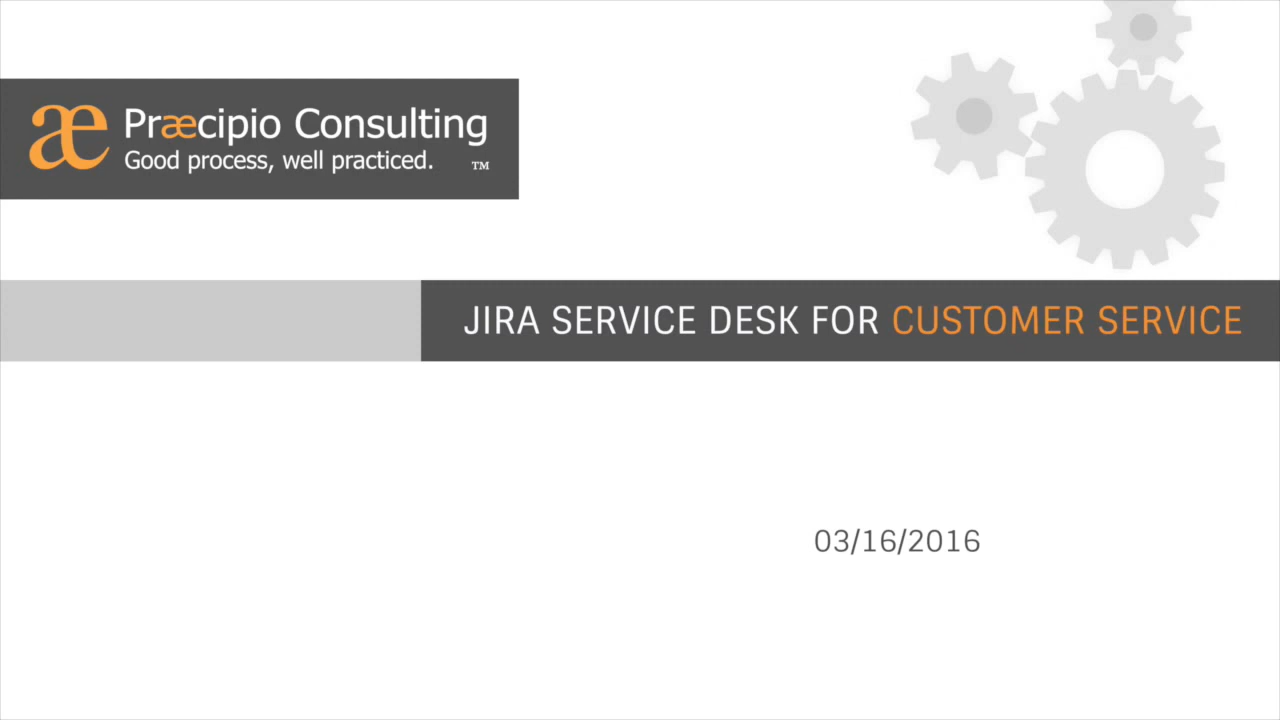 æ
Præcipio Consulting
Good process, well practiced. ™
JIRA SERVICE DESK FOR CUSTOMER SERVICE
03/16/2016